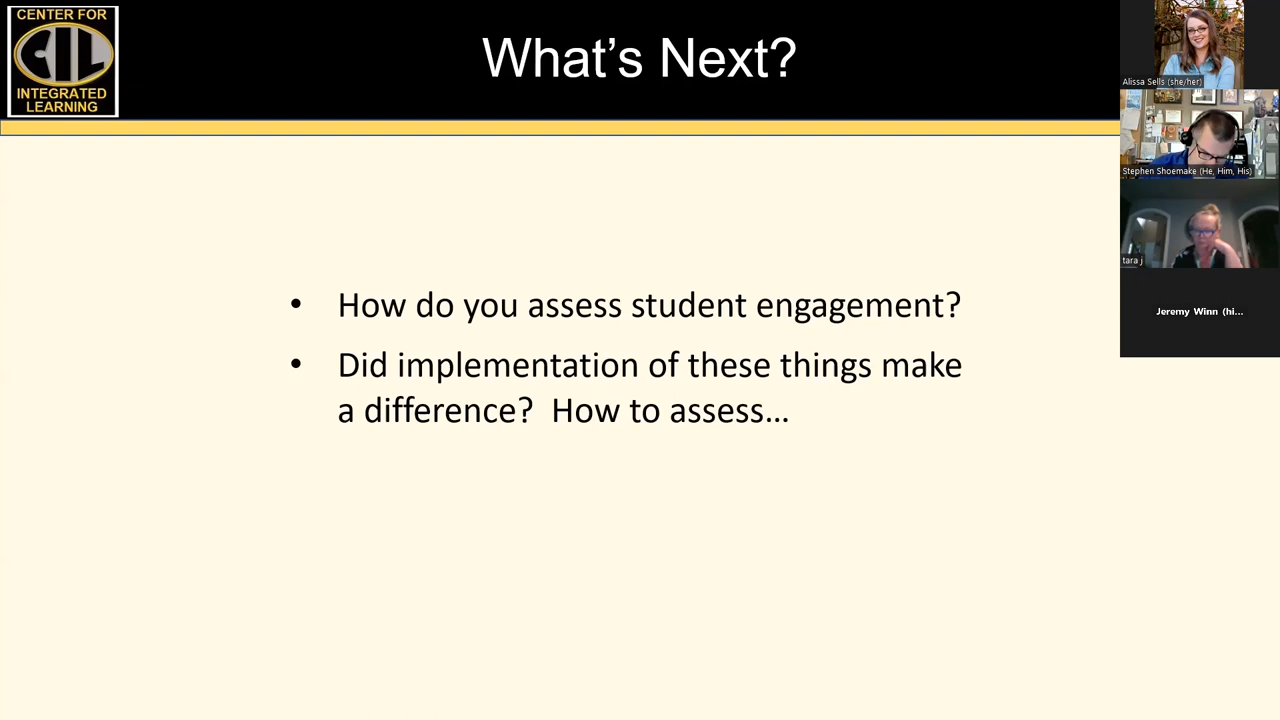 CENTER FOR
CIL
INTEGRATED
LEARNING
What's Next?
• How do you assess student engagement?
• Did implementation of these things make
a difference?  How to assess...
Alissa Sells (she/her)
Stephen Shoemake (He, Him, His)
tara j
Jeremy Winn (hi...